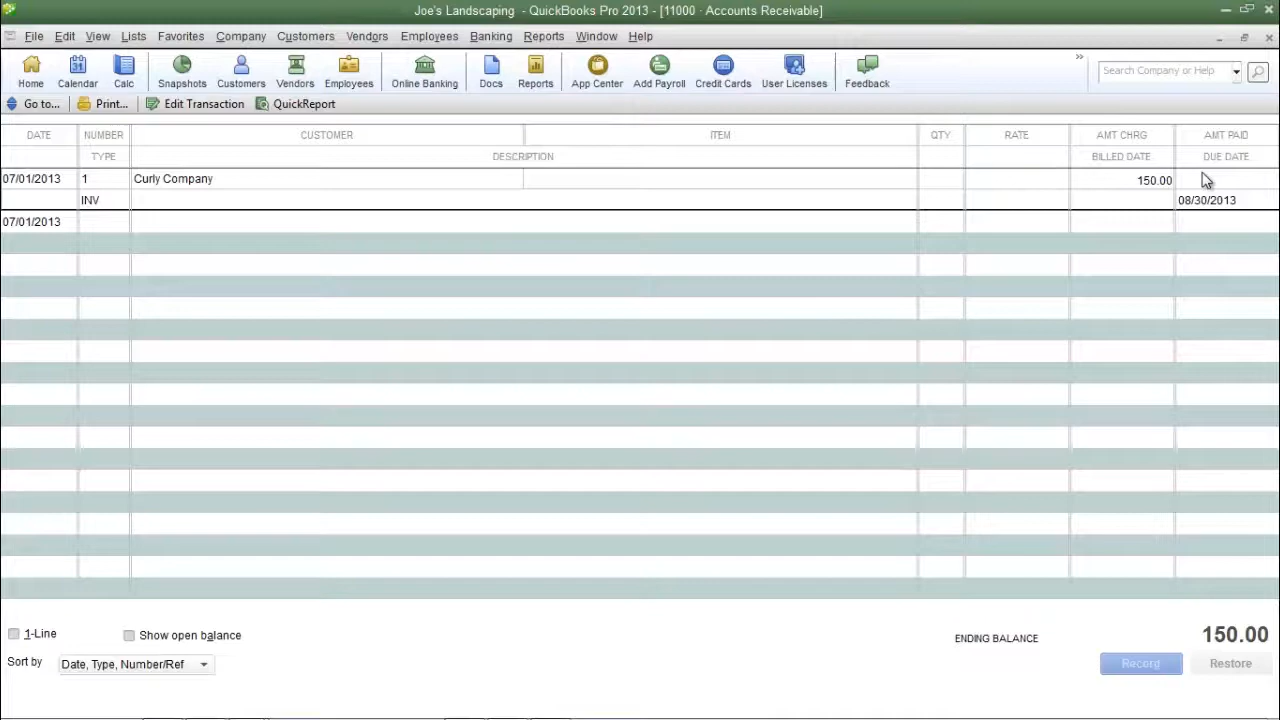 Joe's Landscaping - QuickBooks Pro 2013 - [11000 · Accounts Receivable]
File Edit View Lists Favorites Company Customers Vendors Employees Banking Reports Window Help
Home Calendar Calc Snapshots Customers Vendors Employees Online Banking Docs Reports App Center Add Payroll Credit Cards User Licenses Feedback » Search Company or Help
Go to... Print... Edit Transaction QuickReport
DATE NUMBER CUSTOMER ITEM QTY RATE AMT CHRG AMT PAID
TYPE DESCRIPTION BILLED DATE DUE DATE
07/01/2013 1 Curly Company 150.00
INV 08/30/2013
07/01/2013
1-Line Show open balance ENDING BALANCE 150.00
Sort by Date, Type, Number/Ref Record Restore